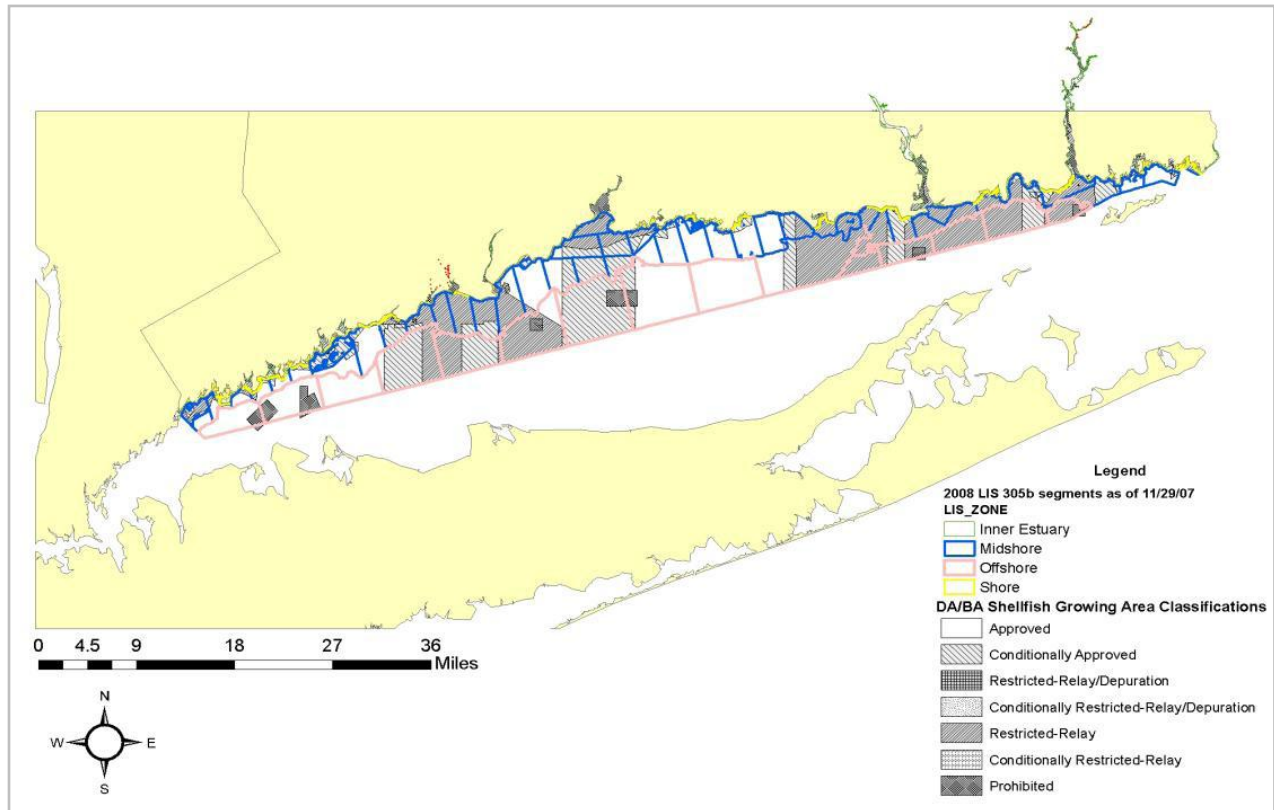 Legend
2008 LIS 305b segments as of 11/29/07
LIS_ZONE
Inner Estuary
Midshore
Offshore
Shore
DA/BA Shellfish Growing Area Classifications
Approved
Conditionally Approved
Restricted-Relay/Depuration
Conditionally Restricted-Relay/Depuration
Restricted-Relay
Conditionally Restricted-Relay
Prohibited
0 4.5 9 18 27 36
Miles
N
W E
S